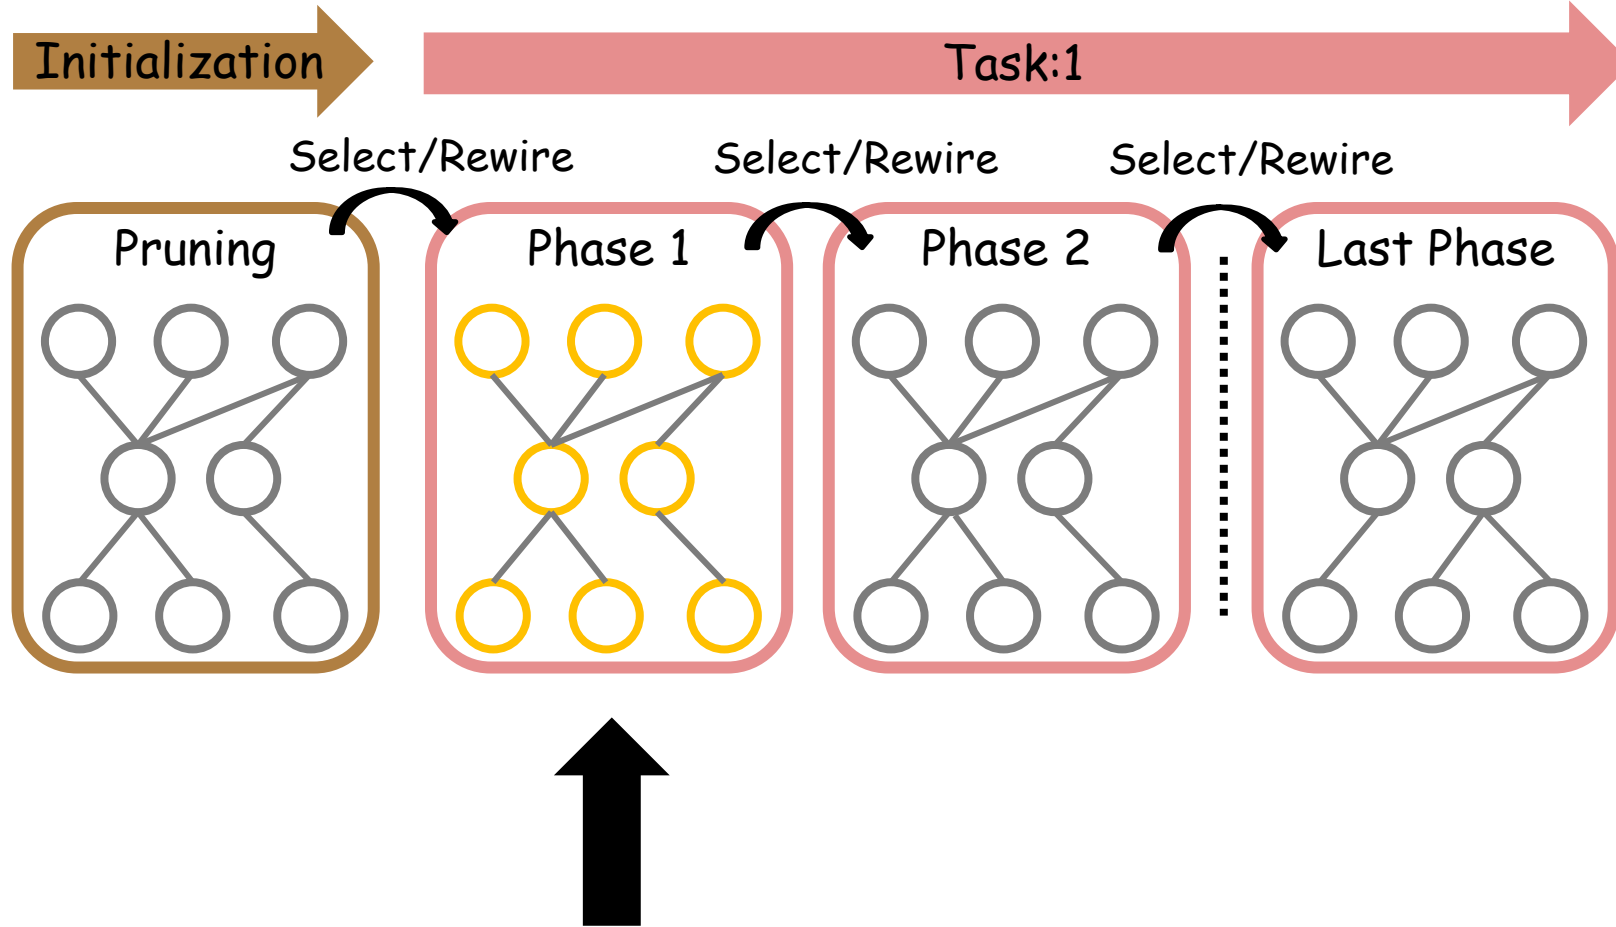 Initialization
Task:1
Select/Rewire
Select/Rewire
Select/Rewire
Pruning
Phase 1
Phase 2
Last Phase